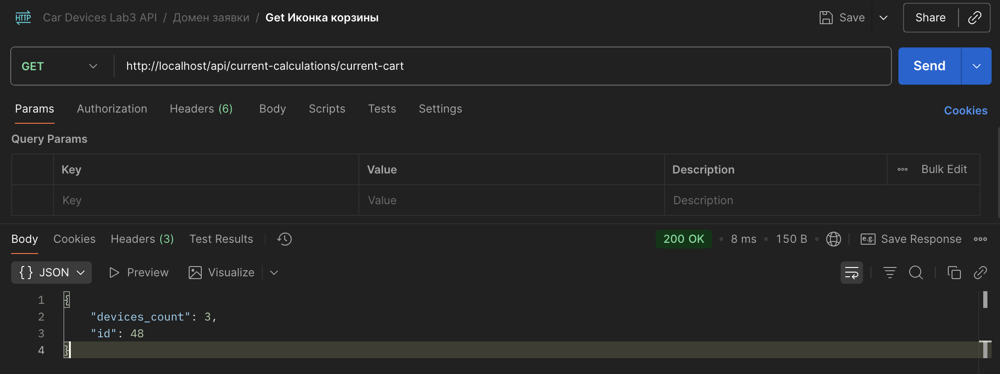 HTTP Car Devices Lab3 API / Домен заявки / Get Иконка корзины Save Share
GET http://localhost/api/current-calculations/current-cart Send
Params Authorization Headers (6) Body Scripts Tests Settings Cookies
Query Params
Key Value Description Bulk Edit
Key Value Description
Body Cookies Headers (3) Test Results 200 OK • 8 ms • 150 B • e.g. Save Response
{ } JSON Preview Visualize
1 {
2 "devices_count": 3,
3 "id": 48
4 }